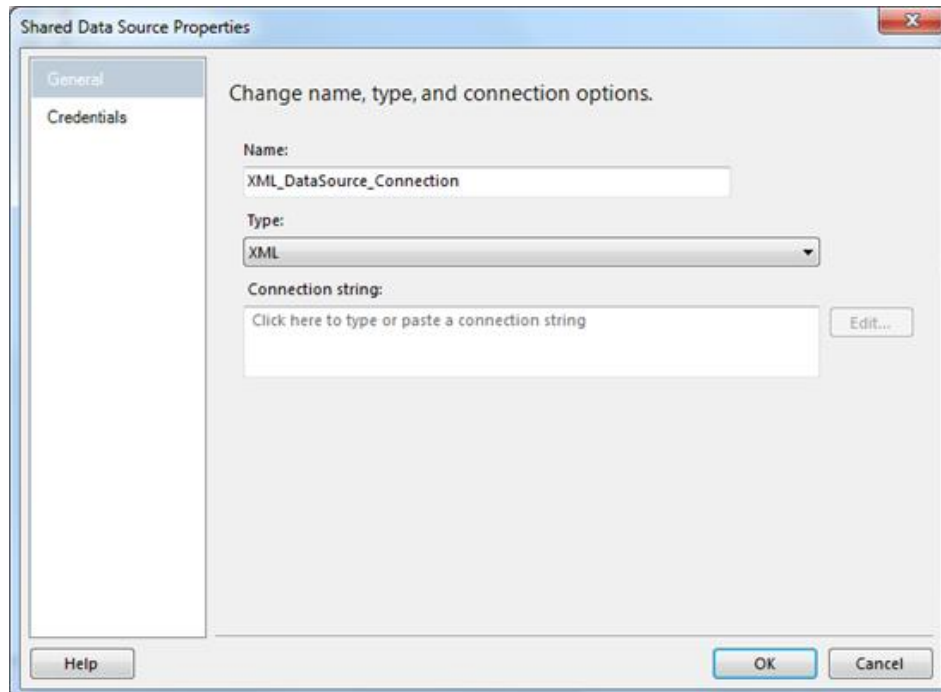 Shared Data Source Properties
General
Credentials
Change name, type, and connection options.
Name:
XML_DataSource_Connection
Type:
XML
Connection string:
Click here to type or paste a connection string
Edit...
Help
OK
Cancel